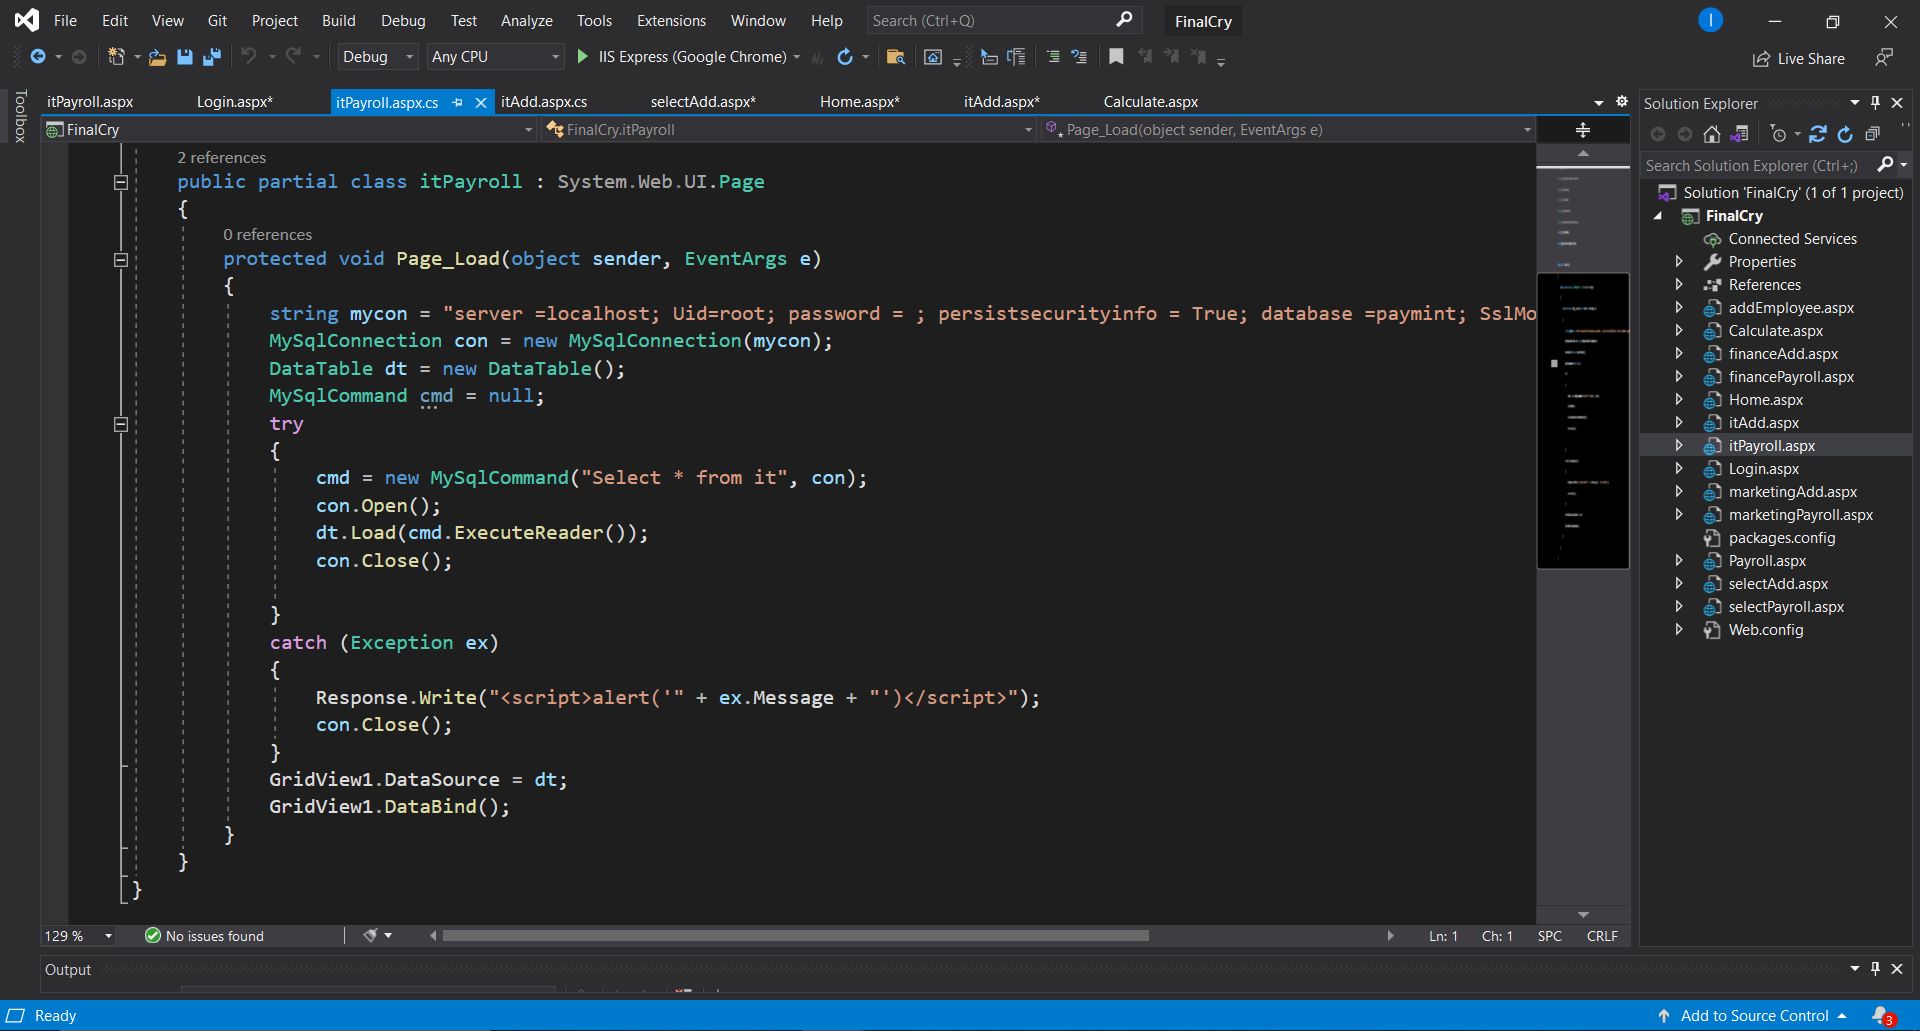 File Edit View Git Project Build Debug Test Analyze Tools Extensions Window Help Search (Ctrl+Q) FinalCry I
Debug Any CPU IIS Express (Google Chrome) Live Share
Toolbox
itPayroll.aspx Login.aspx* itPayroll.aspx.cs itAdd.aspx.cs selectAdd.aspx* Home.aspx* itAdd.aspx* Calculate.aspx
FinalCry FinalCry.itPayroll Page_Load(object sender, EventArgs e)
2 references
public partial class itPayroll : System.Web.UI.Page
{
0 references
protected void Page_Load(object sender, EventArgs e)
{
string mycon = "server =localhost; Uid=root; password = ; persistsecurityinfo = True; database =paymint; SslMo
MySqlConnection con = new MySqlConnection(mycon);
DataTable dt = new DataTable();
MySqlCommand cmd = null;
try
{
cmd = new MySqlCommand("Select * from it", con);
con.Open();
dt.Load(cmd.ExecuteReader());
con.Close();
}
catch (Exception ex)
{
Response.Write("<script>alert('" + ex.Message + "')</script>");
con.Close();
}
GridView1.DataSource = dt;
GridView1.DataBind();
}
}
}
129 % No issues found Ln: 1 Ch: 1 SPC CRLF
Output
Solution Explorer
Search Solution Explorer (Ctrl+;)
Solution 'FinalCry' (1 of 1 project)
FinalCry
Connected Services
Properties
References
addEmployee.aspx
Calculate.aspx
financeAdd.aspx
financePayroll.aspx
Home.aspx
itAdd.aspx
itPayroll.aspx
Login.aspx
marketingAdd.aspx
marketingPayroll.aspx
packages.config
Payroll.aspx
selectAdd.aspx
selectPayroll.aspx
Web.config
Ready Add to Source Control 3